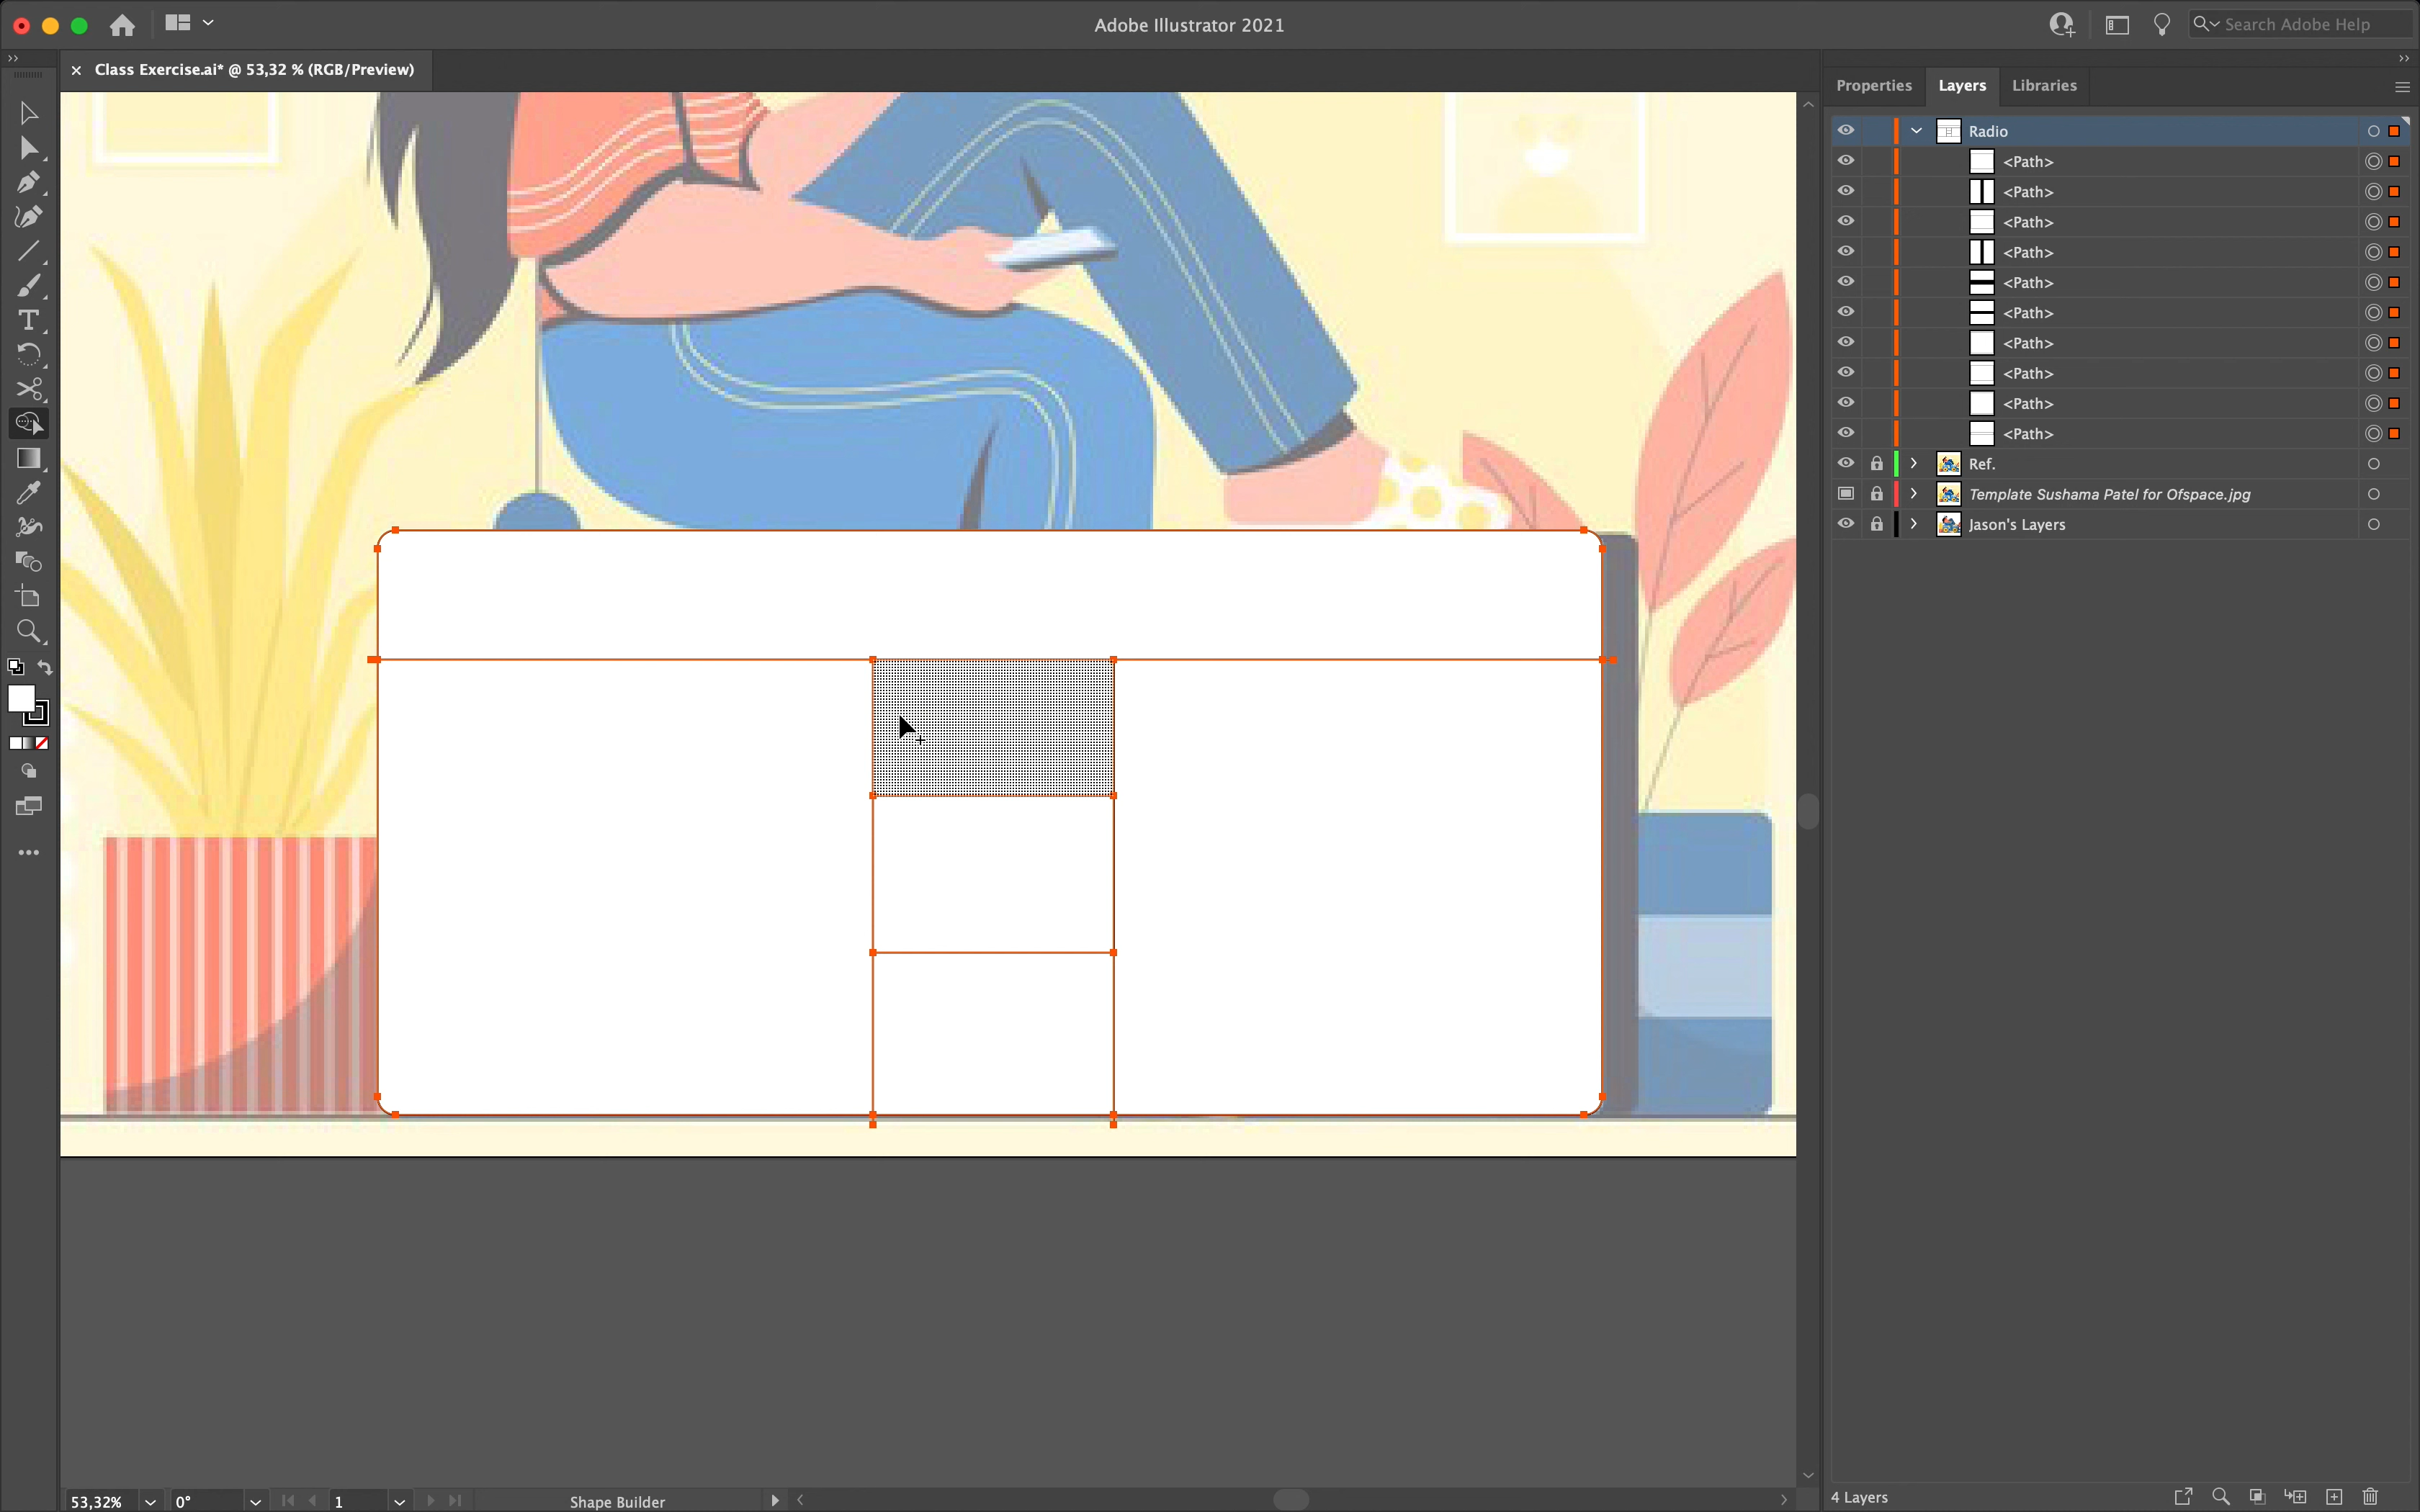 Adobe Illustrator 2021
Search Adobe Help
Class Exercise.ai* @ 53,32 % (RGB/Preview)
Properties Layers Libraries
Radio
<Path>
<Path>
<Path>
<Path>
<Path>
<Path>
<Path>
<Path>
<Path>
<Path>
Ref.
Template Sushama Patel for Ofspace.jpg
Jason's Layers
53,32% 0° 1 Shape Builder
4 Layers